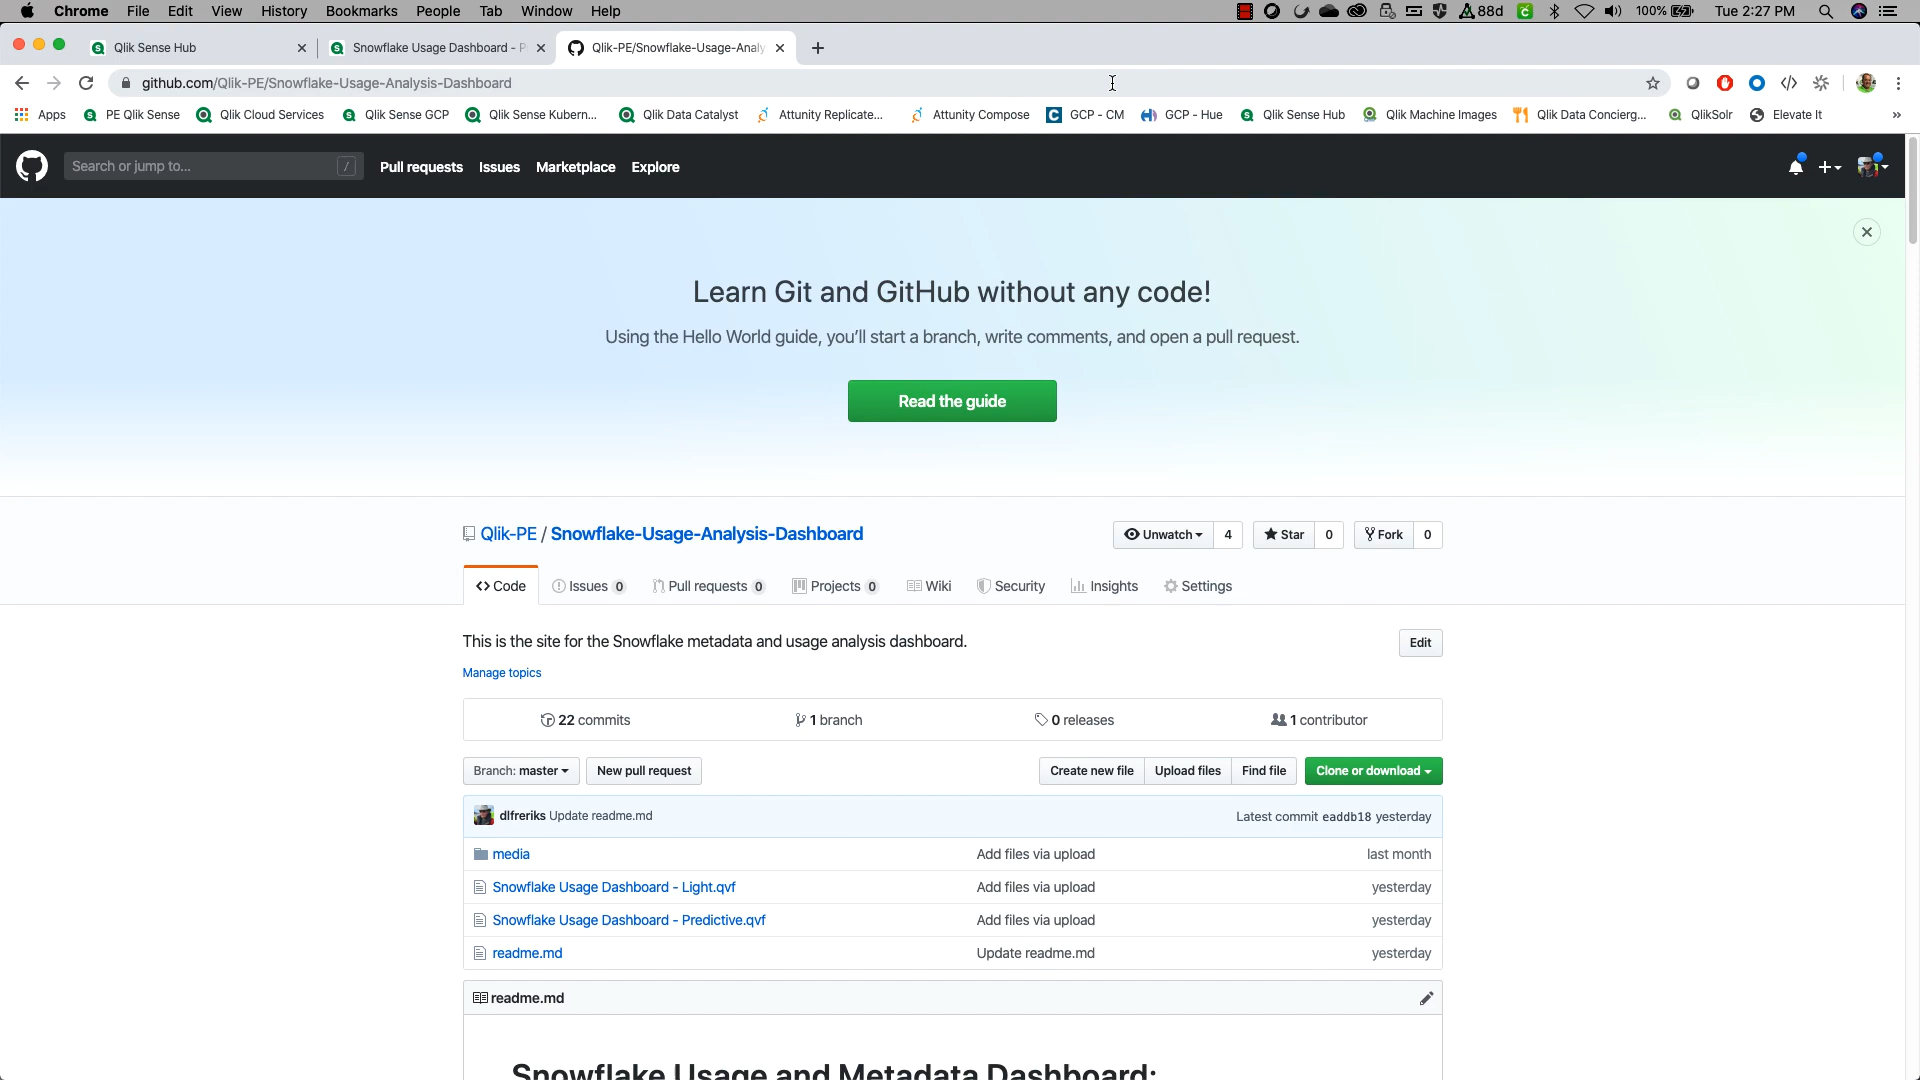 Chrome File Edit View History Bookmarks People Tab Window Help 88d 100% Tue 2:27 PM
Qlik Sense Hub Snowflake Usage Dashboard - P Qlik-PE/Snowflake-Usage-Analy
github.com/Qlik-PE/Snowflake-Usage-Analysis-Dashboard
Apps PE Qlik Sense Qlik Cloud Services Qlik Sense GCP Qlik Sense Kubern... Qlik Data Catalyst Attunity Replicate... Attunity Compose GCP - CM GCP - Hue Qlik Sense Hub Qlik Machine Images Qlik Data Concierg... QlikSolr Elevate It »
Search or jump to... / Pull requests Issues Marketplace Explore
Learn Git and GitHub without any code!
Using the Hello World guide, you’ll start a branch, write comments, and open a pull request.
Read the guide
Qlik-PE / Snowflake-Usage-Analysis-Dashboard Unwatch 4 Star 0 Fork 0
Code Issues 0 Pull requests 0 Projects 0 Wiki Security Insights Settings
This is the site for the Snowflake metadata and usage analysis dashboard. Edit
Manage topics
22 commits 1 branch 0 releases 1 contributor
Branch: master New pull request Create new file Upload files Find file Clone or download
dlfreriks Update readme.md Latest commit eaddb18 yesterday
media Add files via upload last month
Snowflake Usage Dashboard - Light.qvf Add files via upload yesterday
Snowflake Usage Dashboard - Predictive.qvf Add files via upload yesterday
readme.md Update readme.md yesterday
readme.md
Snowflake Usage and Metadata Dashboard: